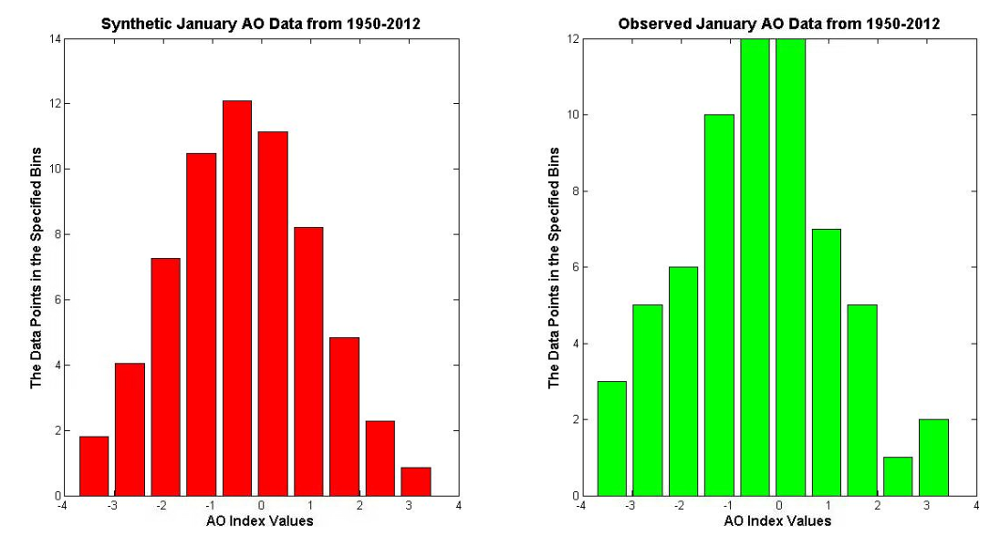 Synthetic January AO Data from 1950-2012
The Data Points in the Specified Bins
14
12
10
8
6
4
2
0
-4 -3 -2 -1 0 1 2 3 4
AO Index Values
Observed January AO Data from 1950-2012
The Data Points in the Specified Bins
12
10
8
6
4
2
0
-4 -3 -2 -1 0 1 2 3 4
AO Index Values